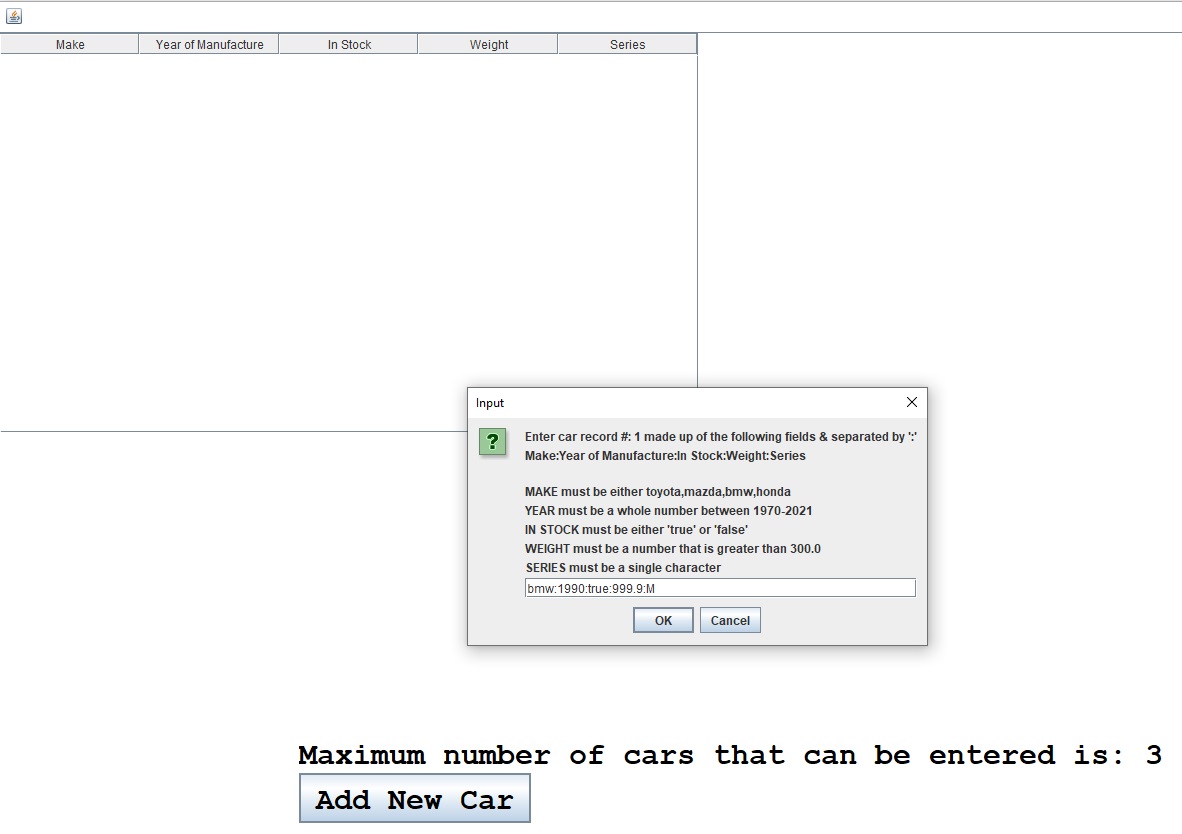 Make Year of Manufacture In Stock Weight Series
Input
?
Enter car record #: 1 made up of the following fields & separated by ':'
Make:Year of Manufacture:In Stock:Weight:Series
MAKE must be either toyota,mazda,bmw,honda
YEAR must be a whole number between 1970-2021
IN STOCK must be either 'true' or 'false'
WEIGHT must be a number that is greater than 300.0
SERIES must be a single character
bmw:1990:true:999.9:M
OK Cancel
Maximum number of cars that can be entered is: 3
Add New Car